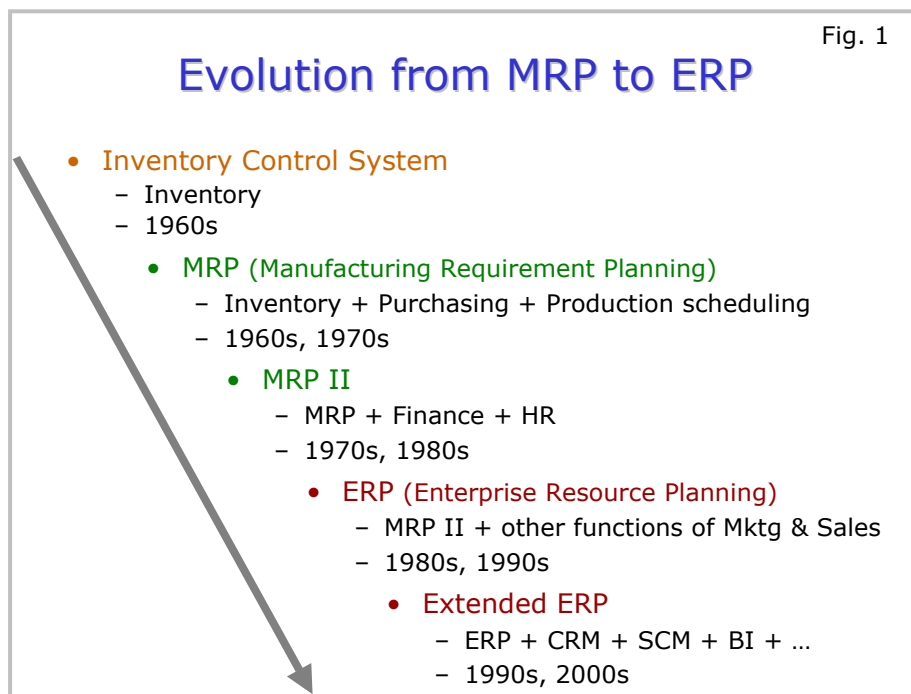 Fig. 1
Evolution from MRP to ERP
• Inventory Control System
– Inventory
– 1960s
• MRP (Manufacturing Requirement Planning)
– Inventory + Purchasing + Production scheduling
– 1960s, 1970s
• MRP II
– MRP + Finance + HR
– 1970s, 1980s
• ERP (Enterprise Resource Planning)
– MRP II + other functions of Mktg & Sales
– 1980s, 1990s
• Extended ERP
– ERP + CRM + SCM + BI + …
– 1990s, 2000s